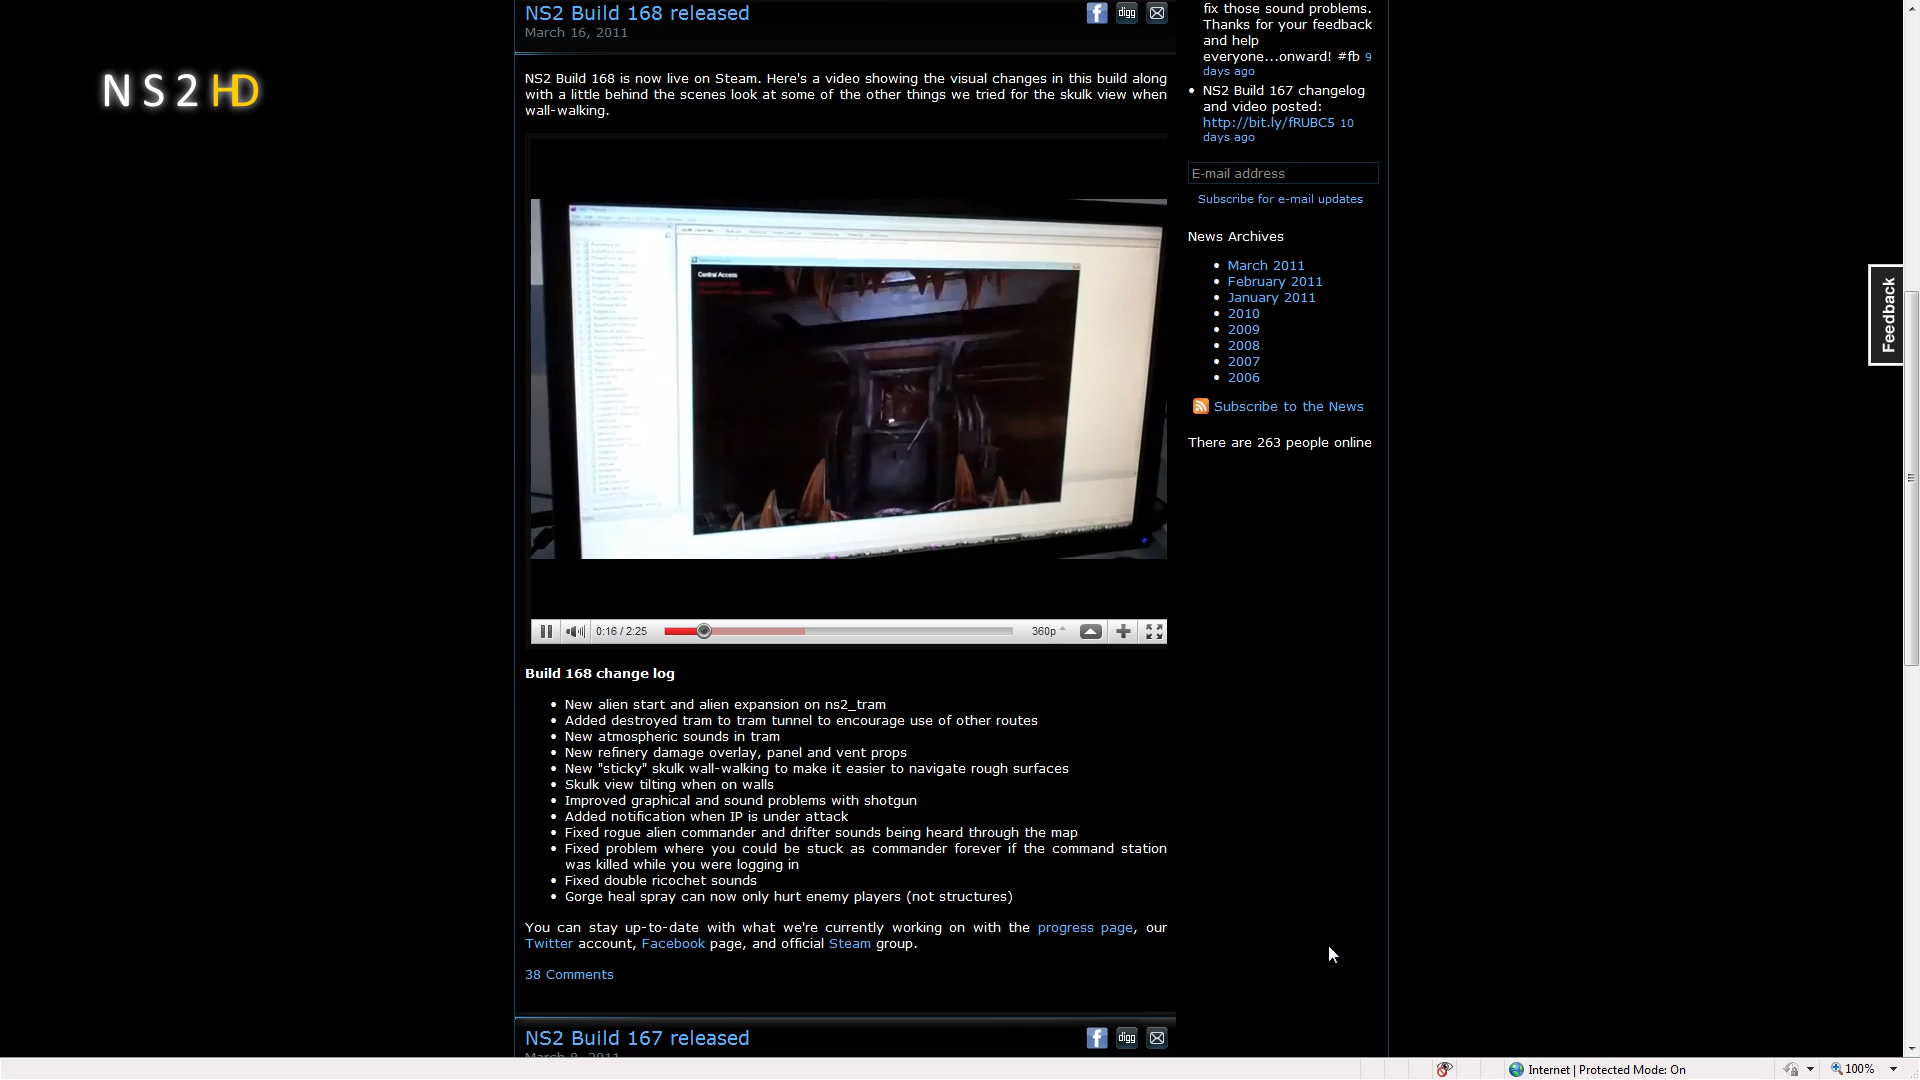 NS2 Build 168 released
digg
March 16, 2011
NS2HD
NS2 Build 168 is now live on Steam. Here's a video showing the visual changes in this build along
with a little behind the scenes look at some of the other things we tried for the skulk view when
wall-walking.
Central Access
0:16 / 2:25
360p
Build 168 change log
• New alien start and alien expansion on ns2_tram
• Added destroyed tram to tram tunnel to encourage use of other routes
• New atmospheric sounds in tram
• New refinery damage overlay, panel and vent props
• New "sticky" skulk wall-walking to make it easier to navigate rough surfaces
• Skulk view tilting when on walls
• Improved graphical and sound problems with shotgun
• Added notification when IP is under attack
• Fixed rogue alien commander and drifter sounds being heard through the map
• Fixed problem where you could be stuck as commander forever if the command station
was killed while you were logging in
• Fixed double ricochet sounds
• Gorge heal spray can now only hurt enemy players (not structures)
You can stay up-to-date with what we're currently working on with the progress page, our
Twitter account, Facebook page, and official Steam group.
38 Comments
NS2 Build 167 released
digg
March 8, 2011
fix those sound problems.
Thanks for your feedback
and help
everyone...onward! #fb 9
days ago
• NS2 Build 167 changelog
and video posted:
http://bit.ly/fRUBC5 10
days ago
E-mail address
Subscribe for e-mail updates
News Archives
• March 2011
• February 2011
• January 2011
• 2010
• 2009
• 2008
• 2007
• 2006
Subscribe to the News
There are 263 people online
Feedback
Internet | Protected Mode: On
100%